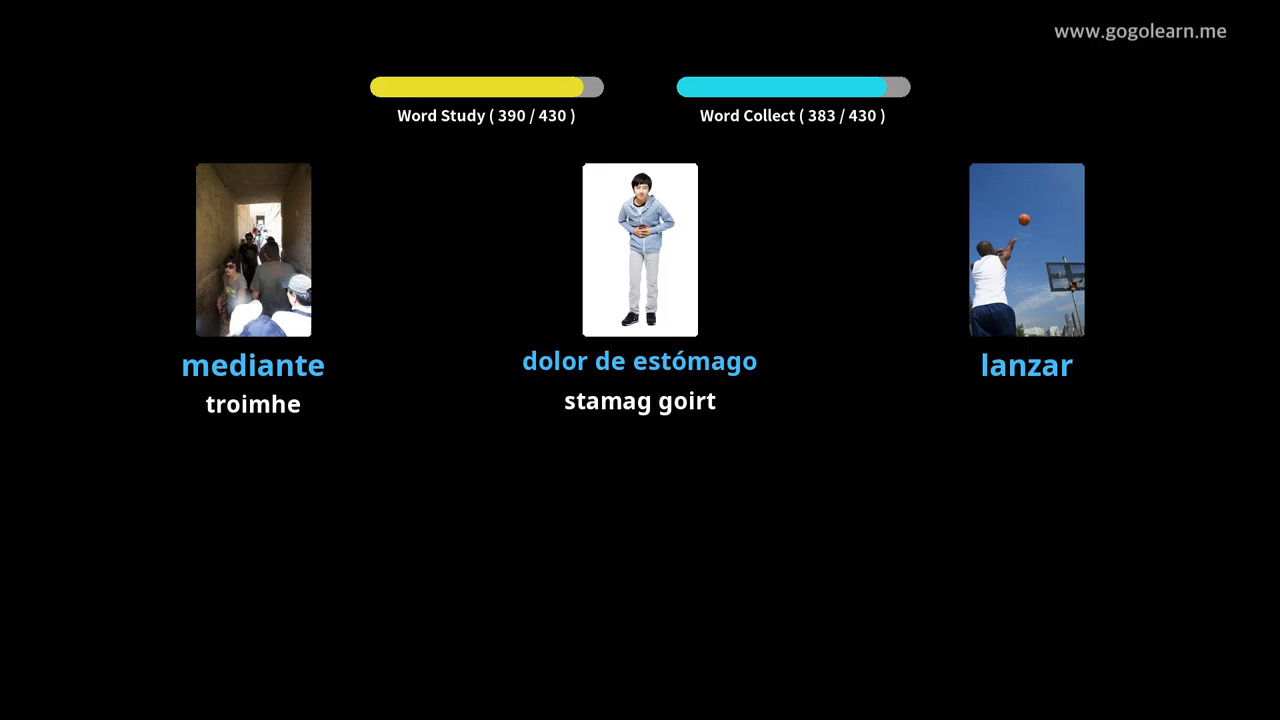 www.gogolearn.me
Word Study ( 390 / 430 )
Word Collect ( 383 / 430 )
mediante
troimhe
dolor de estómago
stamag goirt
lanzar